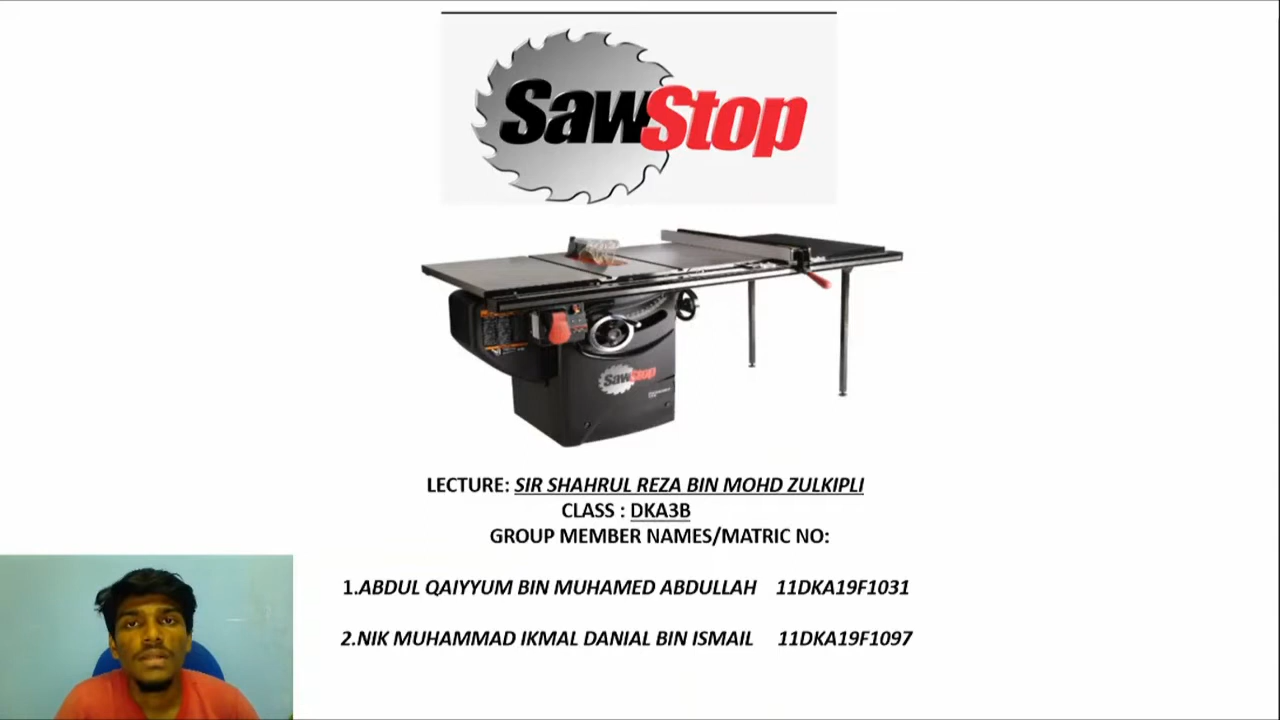 SawStop
SawStop
LECTURE: SIR SHAHRUL REZA BIN MOHD ZULKIPLI
CLASS : DKA3B
GROUP MEMBER NAMES/MATRIC NO:
1.ABDUL QAIYYUM BIN MUHAMED ABDULLAH 11DKA19F1031
2.NIK MUHAMMAD IKMAL DANIAL BIN ISMAIL 11DKA19F1097